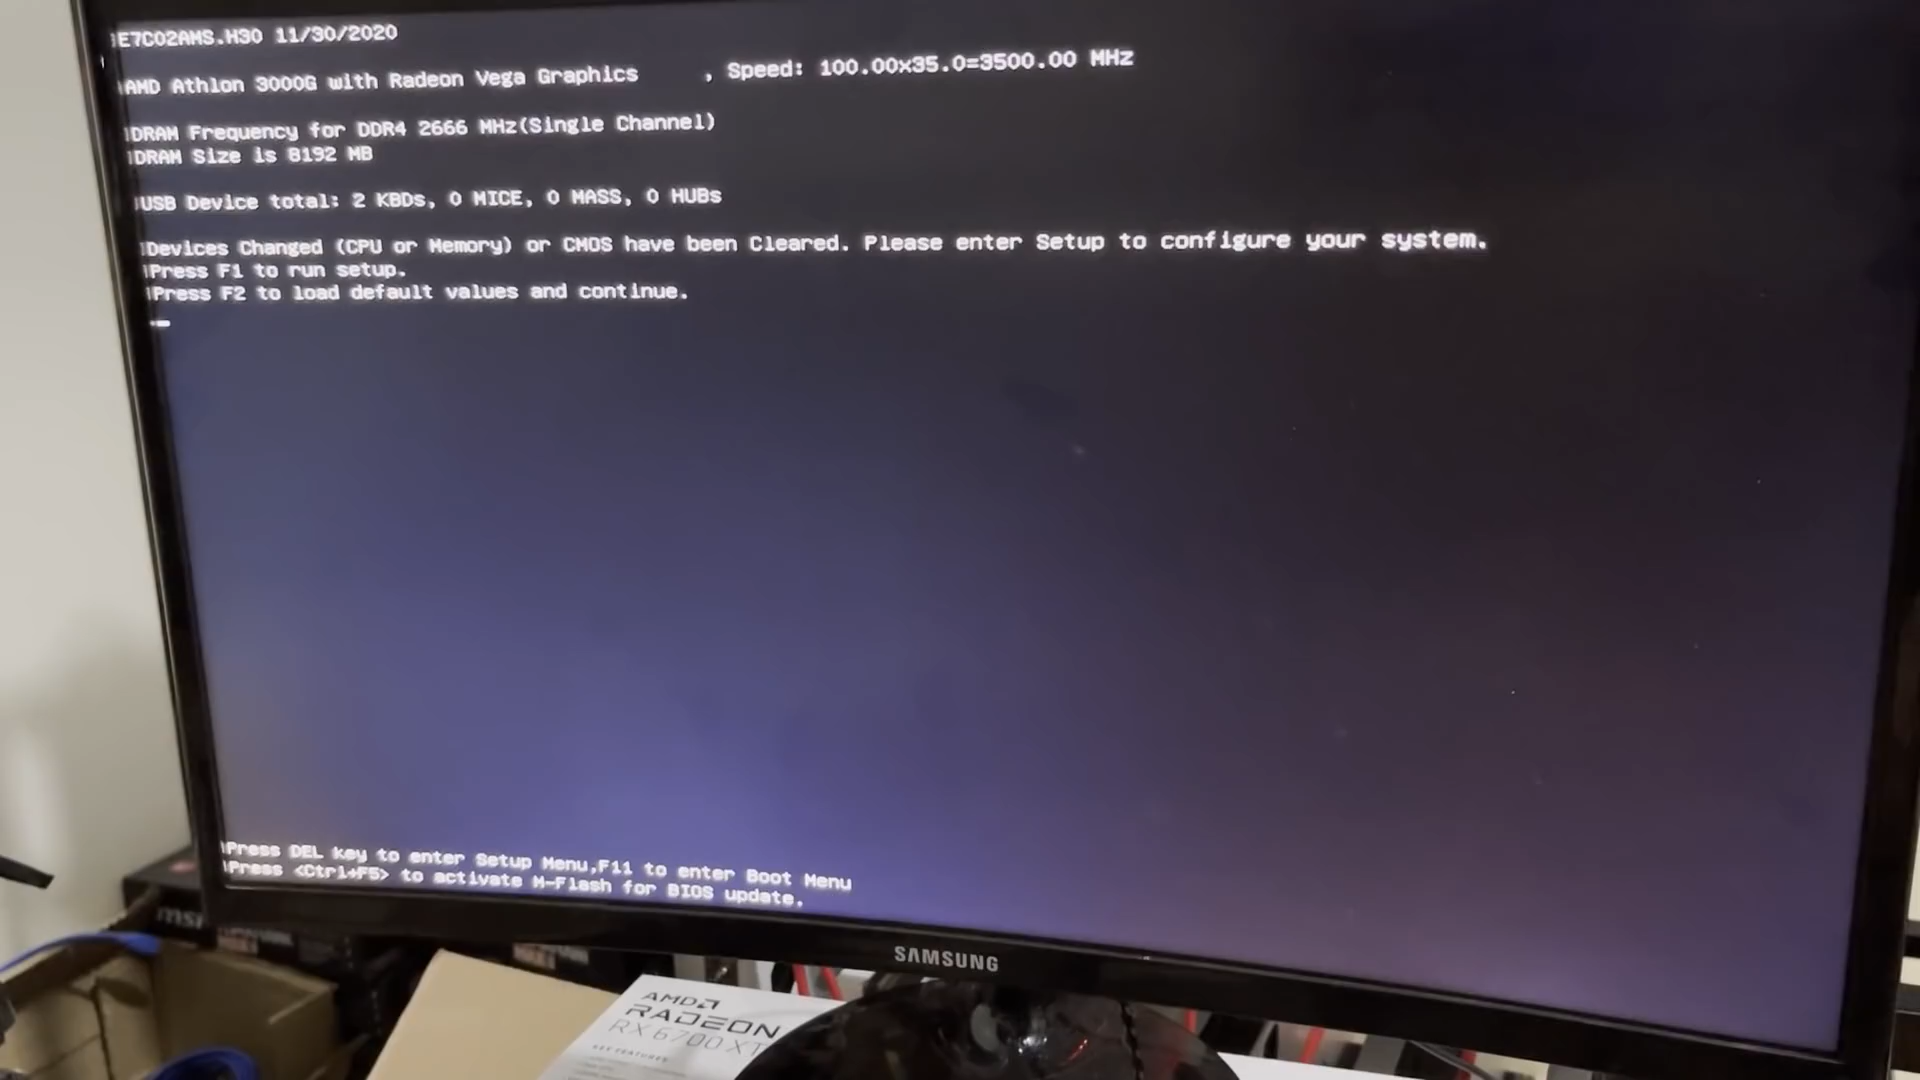 E7C02AMS.H30 11/30/2020
AMD Athlon 3000G with Radeon Vega Graphics , Speed: 100.00x35.0=3500.00 MHz
DRAM Frequency for DDR4 2666 MHz(Single Channel)
DRAM Size is 8192 MB
USB Device total: 2 KBDs, 0 MICE, 0 MASS, 0 HUBs
Devices Changed (CPU or Memory) or CMOS have been Cleared. Please enter Setup to configure your system.
Press F1 to run setup.
Press F2 to load default values and continue.
Press DEL key to enter Setup Menu,F11 to enter Boot Menu
Press <Ctrl+F5> to activate M-Flash for BIOS update.
SAMSUNG
msi
AMD
RADEON
RX 6700 XT
KEY FEATURES